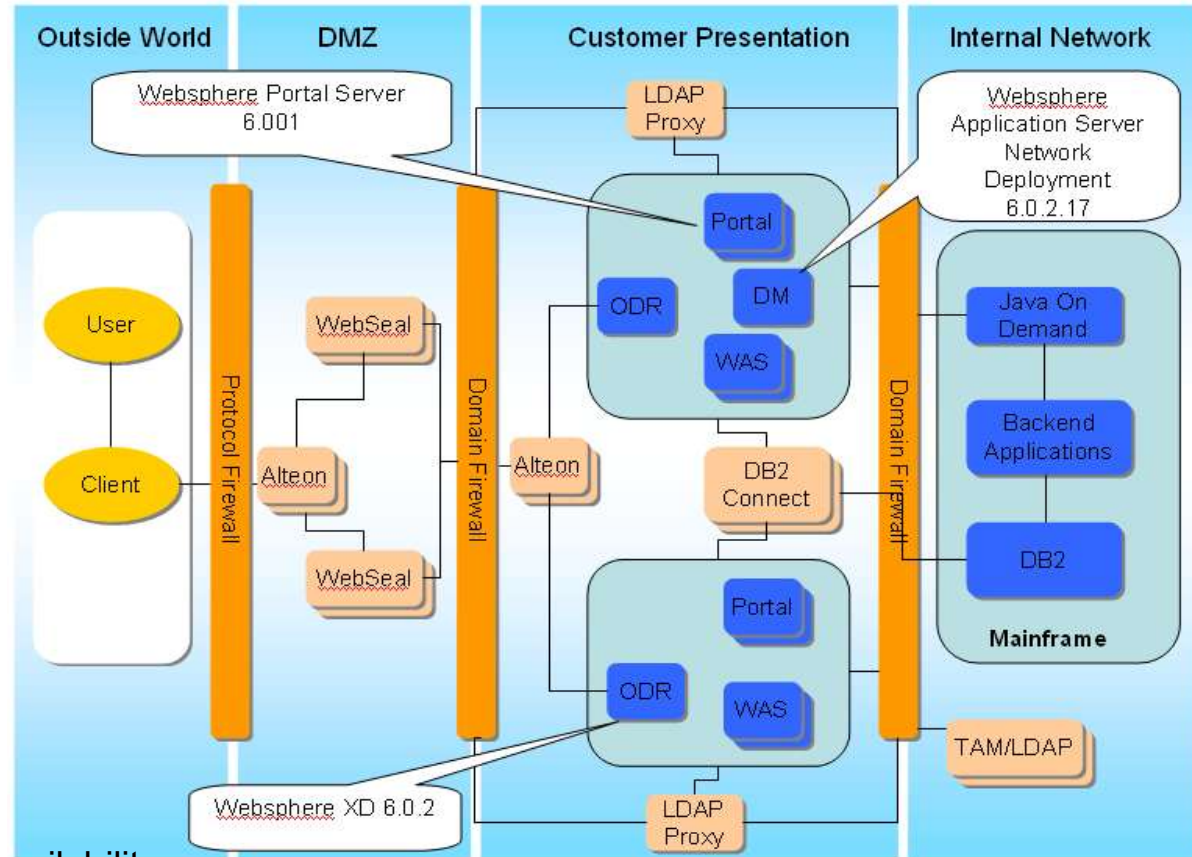 Outside World
DMZ
Customer Presentation
Internal Network
Websphere Portal Server
6.001
LDAP
Proxy
Websphere
Application Server
Network
Deployment
6.0.2.17
User
Client
Protocol Firewall
WebSeal
Alteon
WebSeal
Domain Firewall
Alteon
Portal
ODR
DM
WAS
DB2
Connect
Portal
ODR
WAS
LDAP
Proxy
Websphere XD 6.0.2
Domain Firewall
Java On
Demand
Backend
Applications
DB2
Mainframe
TAM/LDAP